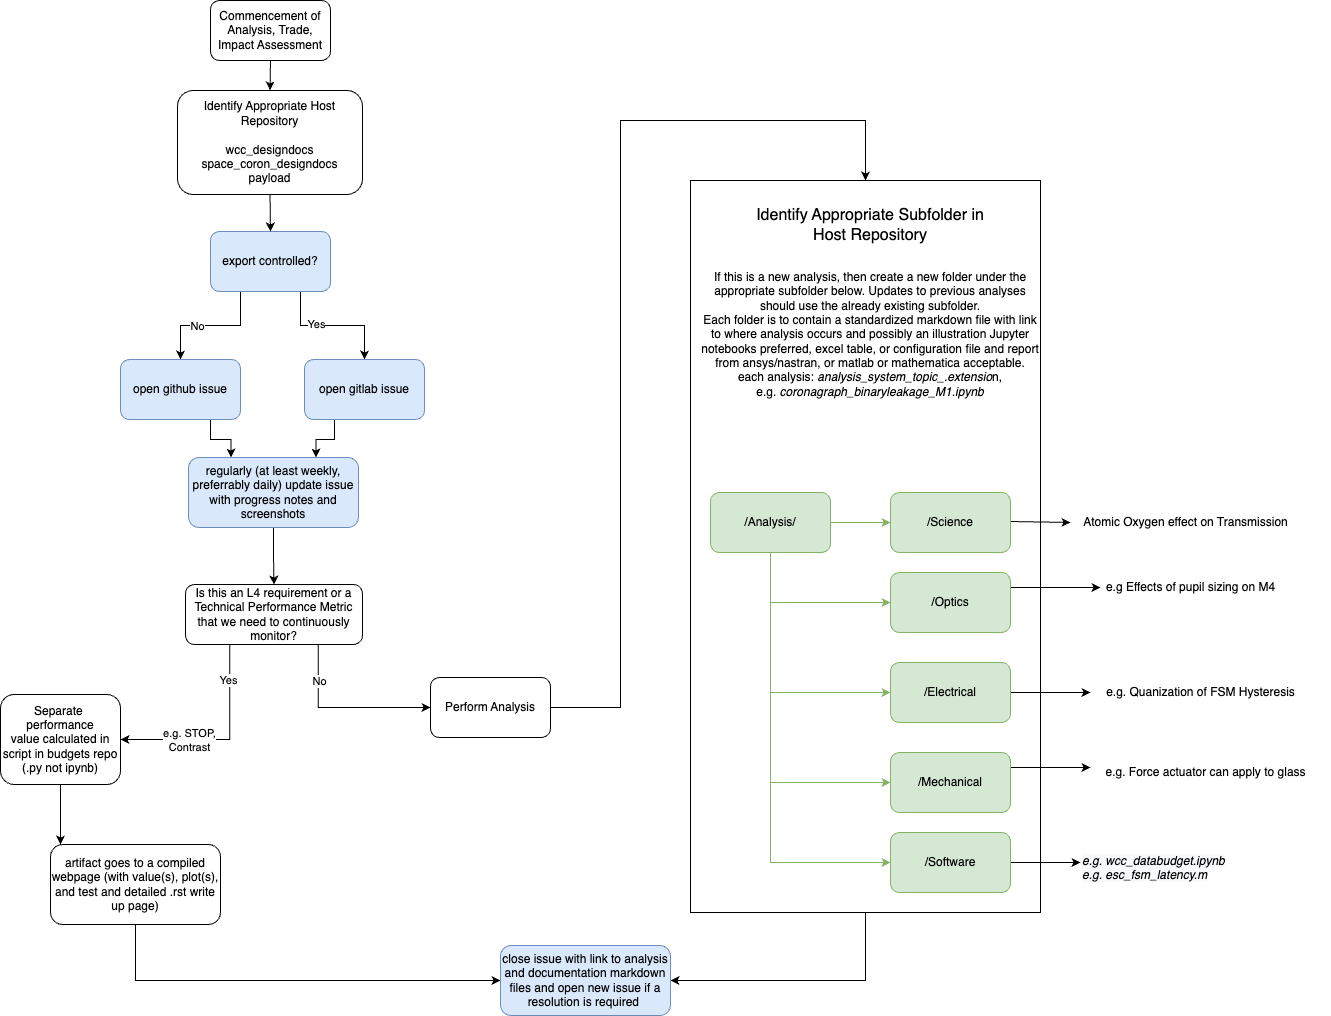 Commencement of
Analysis, Trade,
Impact Assessment
Identify Appropriate Host
Repository
wcc_designdocs
space_coron_designdocs
payload
export controlled?
No
Yes
open github issue
open gitlab issue
regularly (at least weekly,
preferrably daily) update issue
with progress notes and
screenshots
Is this an L4 requirement or a
Technical Performance Metric
that we need to continuously
monitor?
Yes
No
e.g. STOP,
Contrast
Perform Analysis
Separate
performance
value calculated in
script in budgets repo
(.py not ipynb)
artifact goes to a compiled
webpage (with value(s), plot(s),
and test and detailed .rst write
up page)
Identify Appropriate Subfolder in
Host Repository
If this is a new analysis, then create a new folder under the
appropriate subfolder below. Updates to previous analyses
should use the already existing subfolder.
Each folder is to contain a standardized markdown file with link
to where analysis occurs and possibly an illustration Jupyter
notebooks preferred, excel table, or configuration file and report
from ansys/nastran, or matlab or mathematica acceptable.
each analysis: analysis_system_topic_.extension,
e.g. coronagraph_binaryleakage_M1.ipynb
/Analysis/
/Science
Atomic Oxygen effect on Transmission
/Optics
e.g Effects of pupil sizing on M4
/Electrical
e.g. Quanization of FSM Hysteresis
/Mechanical
e.g. Force actuator can apply to glass
/Software
e.g. wcc_databudget.ipynb
e.g. esc_fsm_latency.m
close issue with link to analysis
and documentation markdown
files and open new issue if a
resolution is required